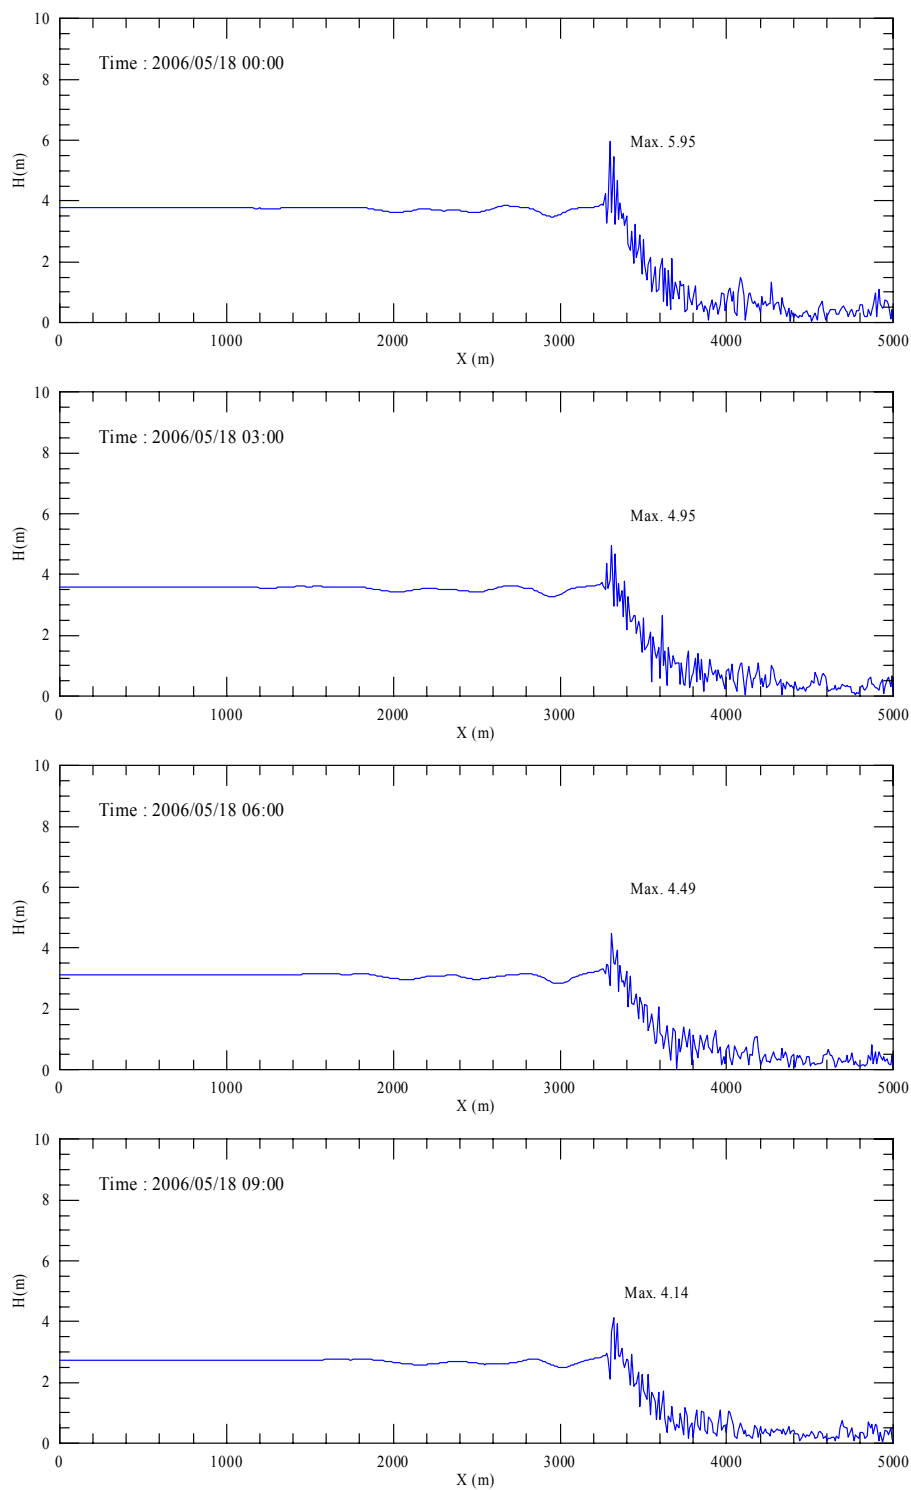 10
Time : 2006/05/18 00:00
8
6
Max. 5.95
H(m)
4
2
0
0 1000 2000 3000 4000 5000
X (m)
10
Time : 2006/05/18 03:00
8
6
Max. 4.95
H(m)
4
2
0
0 1000 2000 3000 4000 5000
X (m)
10
Time : 2006/05/18 06:00
8
6
Max. 4.49
H(m)
4
2
0
0 1000 2000 3000 4000 5000
X (m)
10
Time : 2006/05/18 09:00
8
6
Max. 4.14
H(m)
4
2
0
0 1000 2000 3000 4000 5000
X (m)